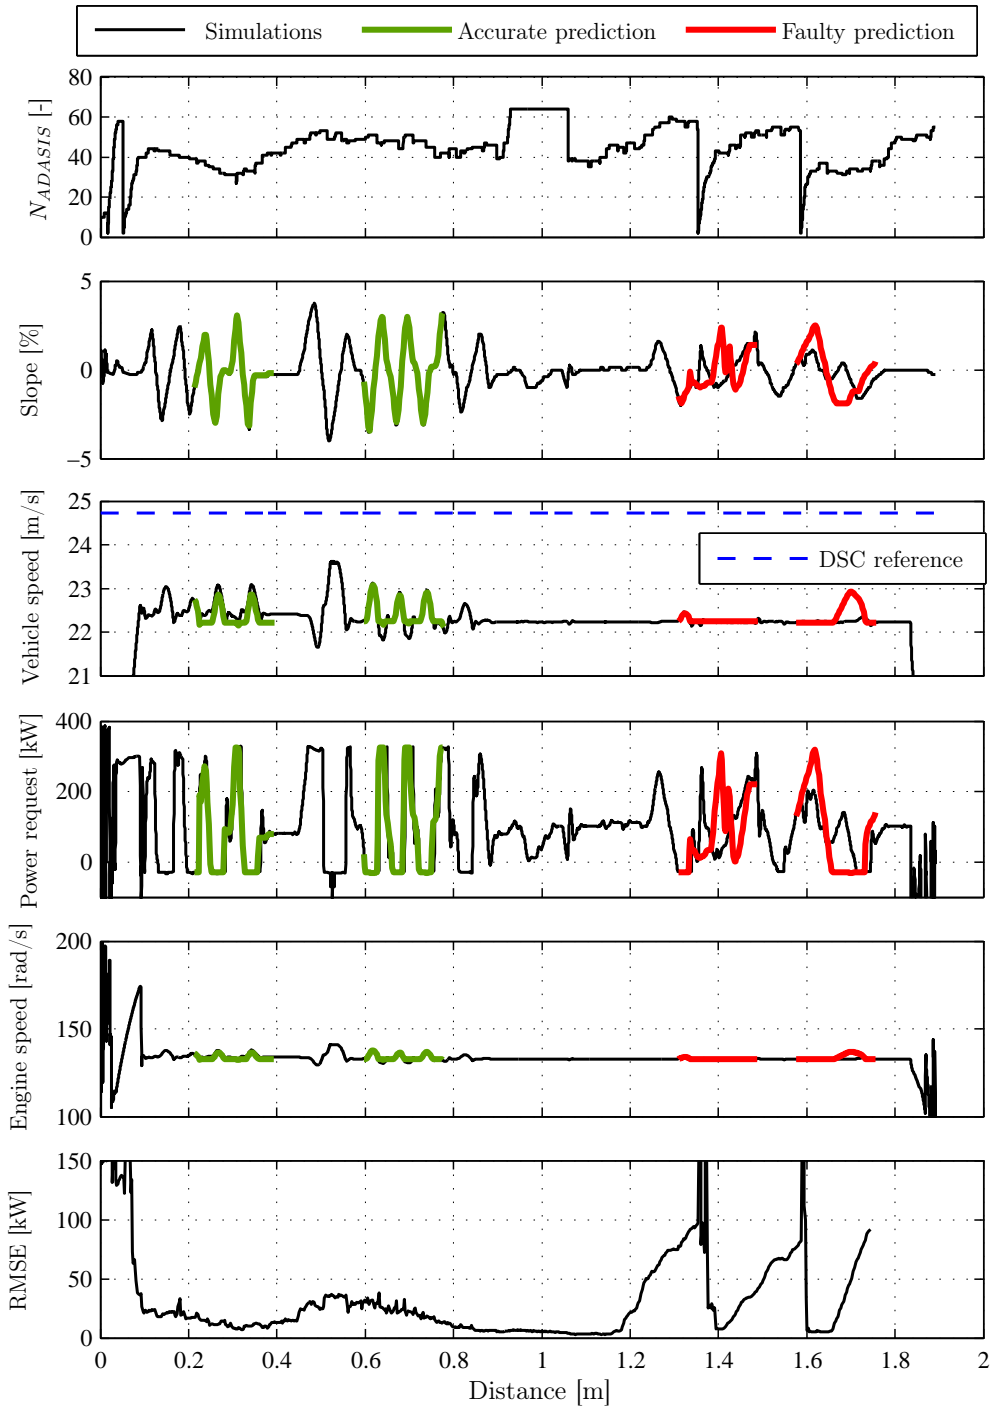 Simulations Accurate prediction Faulty prediction
80
60
40
20
0
N_ADASIS [-]
5
0
−5
Slope [%]
25
24
23
22
21
Vehicle speed [m/s]
DSC reference
400
200
0
Power request [kW]
200
150
100
Engine speed [rad/s]
150
100
50
0
RMSE [kW]
0 0.2 0.4 0.6 0.8 1 1.2 1.4 1.6 1.8 2
Distance [m]